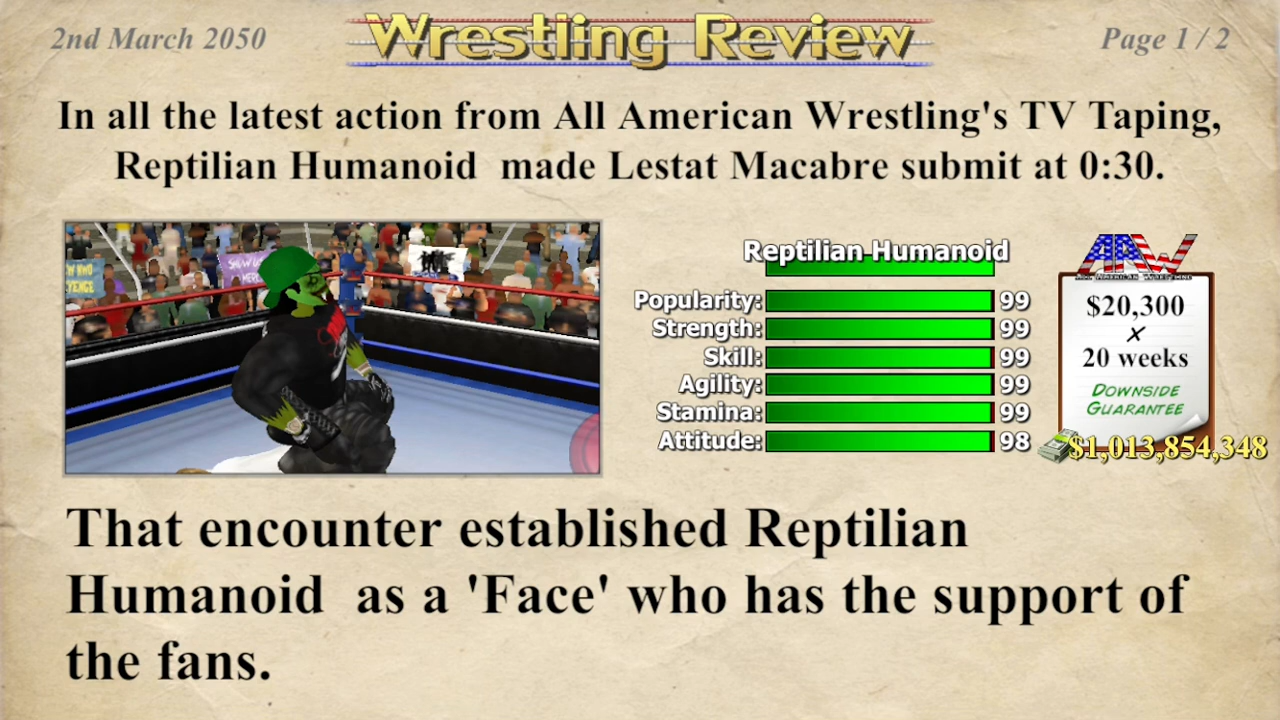 2nd March 2050
Wrestling Review
Page 1 / 2
In all the latest action from All American Wrestling's TV Taping,
Reptilian Humanoid  made Lestat Macabre submit at 0:30.
Reptilian Humanoid
Popularity: 99
Strength: 99
Skill: 99
Agility: 99
Stamina: 99
Attitude: 98
AAW
ALL AMERICAN WRESTLING
$20,300
x
20 weeks
DOWNSIDE
GUARANTEE
$1,013,854,348
That encounter established Reptilian
Humanoid  as a 'Face' who has the support of
the fans.